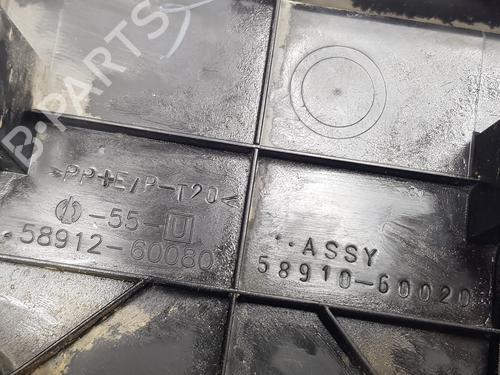 B-PARTS
>PP+E/P-T20<
-55-U
58912-60080
..ASSY
58910-60020